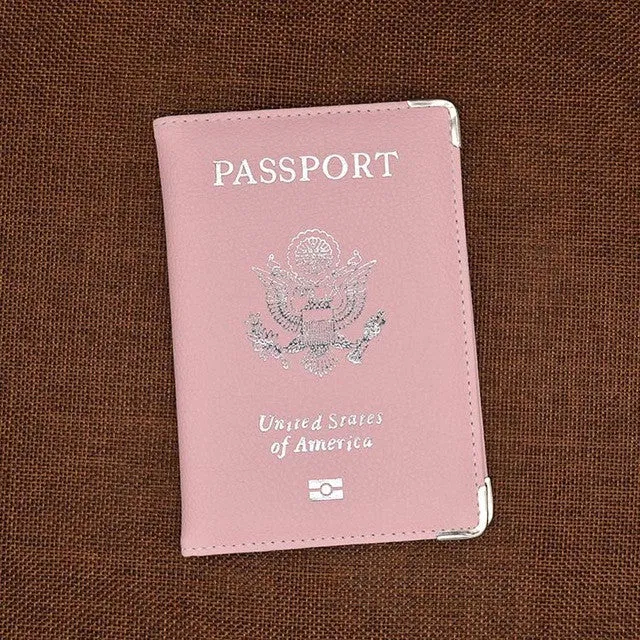 PASSPORT
United States
of America